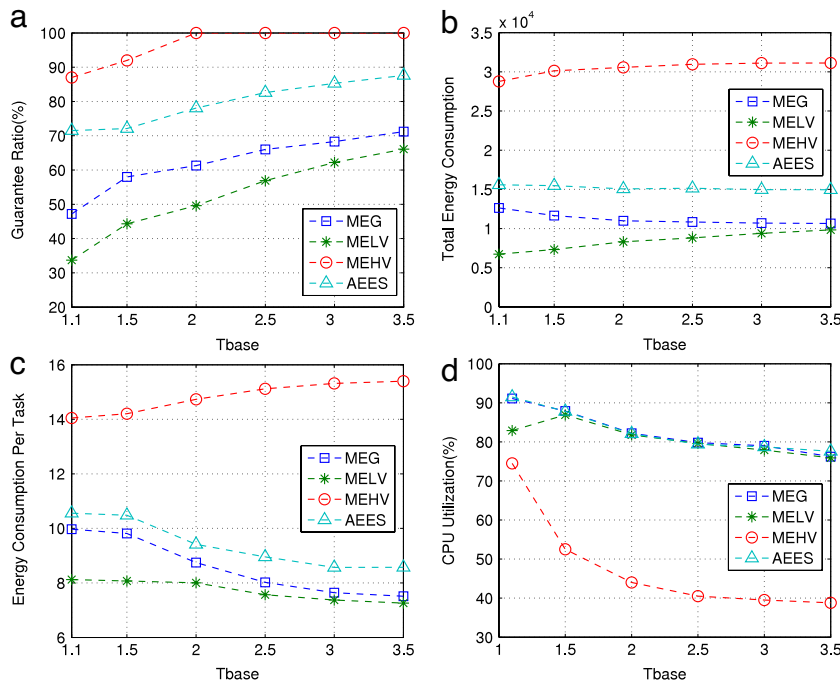 a
Guarantee Ratio(%)
100
90
80
70
60
50
40
30
20
1.1 1.5 2 2.5 3 3.5
Tbase
MEG
MELV
MEHV
AEES
b
x 10^4
Total Energy Consumption
3.5
3
2.5
2
1.5
1
0.5
0
1.1 1.5 2 2.5 3 3.5
Tbase
MEG
MELV
MEHV
AEES
c
Energy Consumption Per Task
16
14
12
10
8
6
1.1 1.5 2 2.5 3 3.5
Tbase
MEG
MELV
MEHV
AEES
d
CPU Utilization(%)
100
90
80
70
60
50
40
30
1 1.5 2 2.5 3 3.5
Tbase
MEG
MELV
MEHV
AEES